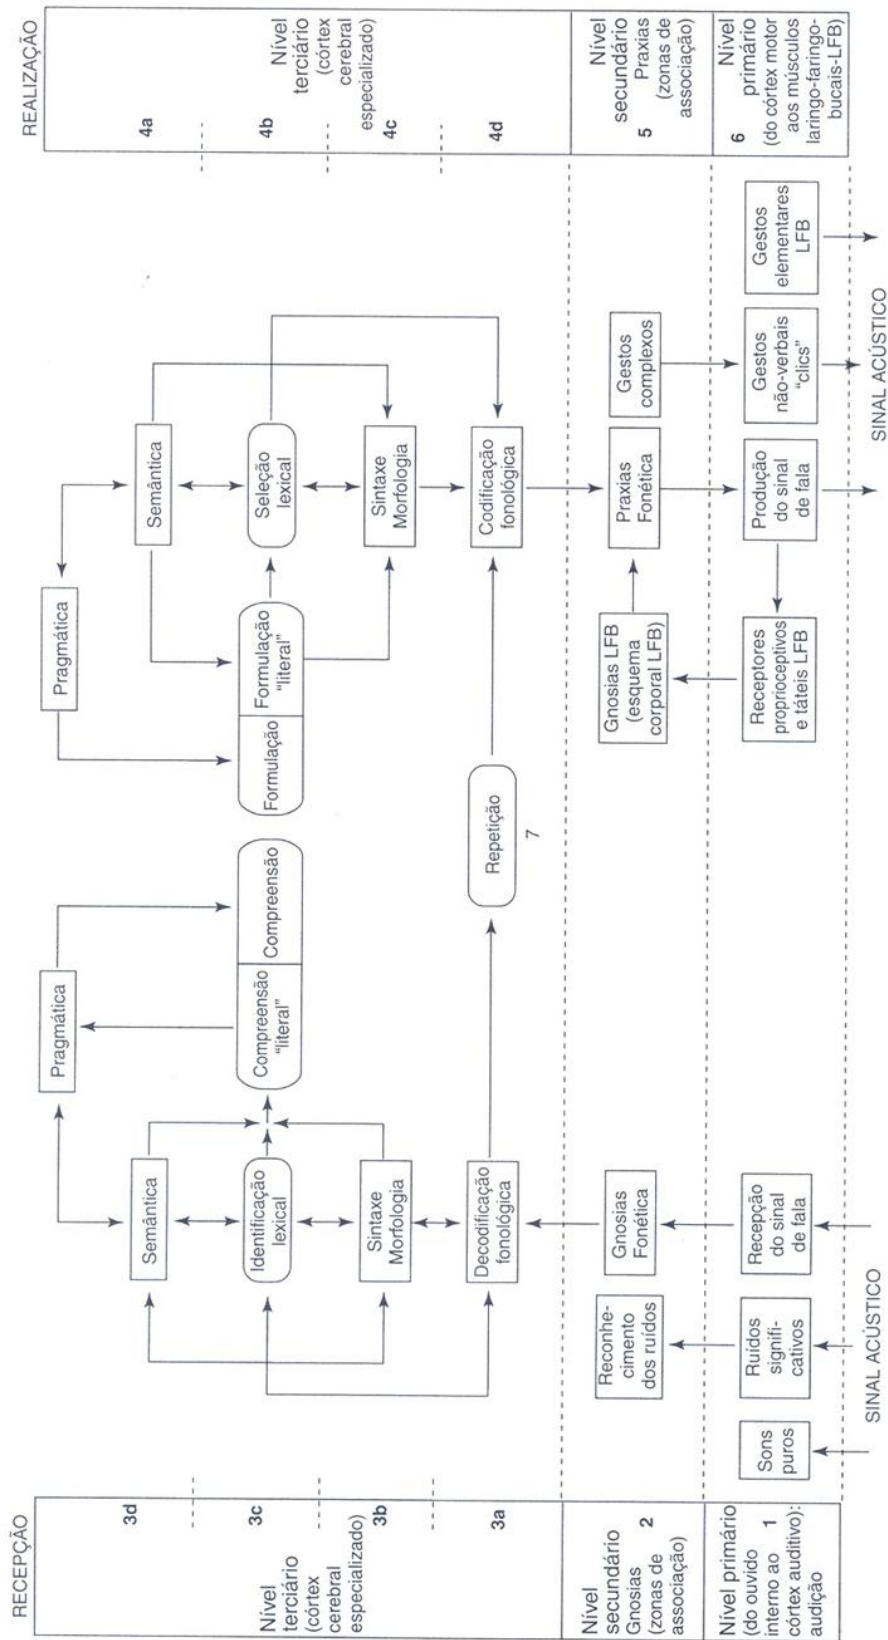 RECEPÇÃO
Nível
terciário
(córtex
cerebral
especializado)
3d
3c
3b
3a
Nível
secundário
Gnosias
(zonas de
associação)
2
Nível primário
(do ouvido
interno ao
córtex auditivo):
audição
1
Pragmática
Semântica
Identificação
lexical
Sintaxe
Morfologia
Decodificação
fonológica
Compreensão
"literal"
Compreensão
Reconhe-
cimento
dos ruídos
Gnosias
Fonética
Sons
puros
Ruídos
signifi-
cativos
Recepção
do sinal
de fala
SINAL ACÚSTICO
Repetição
7
Pragmática
Formulação
Formulação
"literal"
Semântica
Seleção
lexical
Sintaxe
Morfologia
Codificação
fonológica
Gnosias LFB
(esquema
corporal LFB)
Praxias
Fonética
Gestos
complexos
Receptores
proprioceptivos
e táteis LFB
Produção
do sinal
de fala
Gestos
não-verbais
"clics"
Gestos
elementares
LFB
SINAL ACÚSTICO
REALIZAÇÃO
4a
4b
4c
4d
Nível
terciário
(córtex
cerebral
especializado)
5
Nível
secundário
Praxias
(zonas de
associação)
6
Nível
primário
(do córtex motor
aos músculos
laringo-faringo-
bucais-LFB)